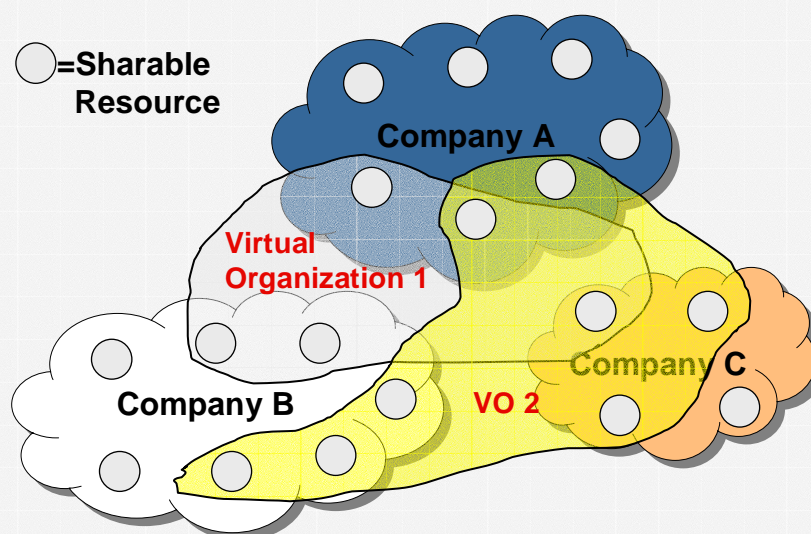 =Sharable
Resource
Company A
Virtual
Organization 1
Company C
Company B
VO 2